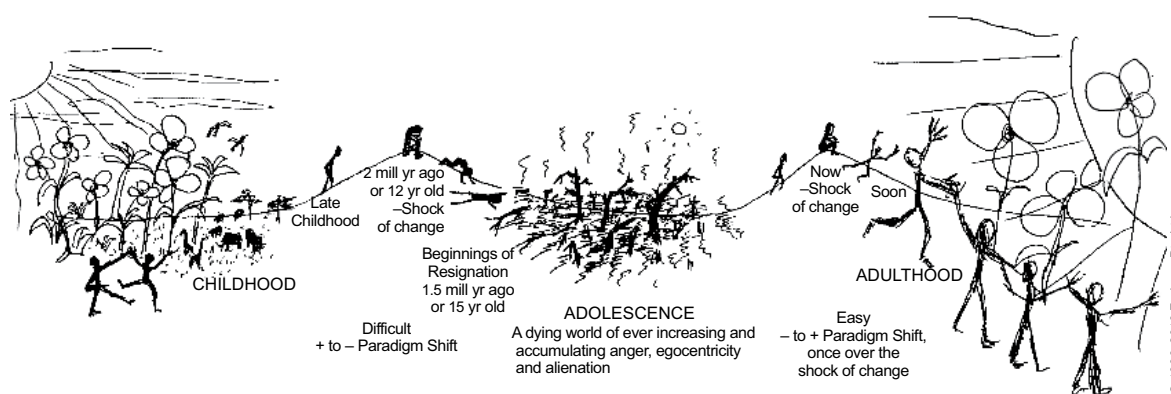 CHILDHOOD
Late
Childhood
2 mill yr ago
or 12 yr old
–Shock
of change
Beginnings of
Resignation
1.5 mill yr ago
or 15 yr old
Difficult
+ to – Paradigm Shift
ADOLESCENCE
A dying world of ever increasing and
accumulating anger, egocentricity
and alienation
Now
–Shock
of change
Soon
ADULTHOOD
Easy
– to + Paradigm Shift,
once over the
shock of change